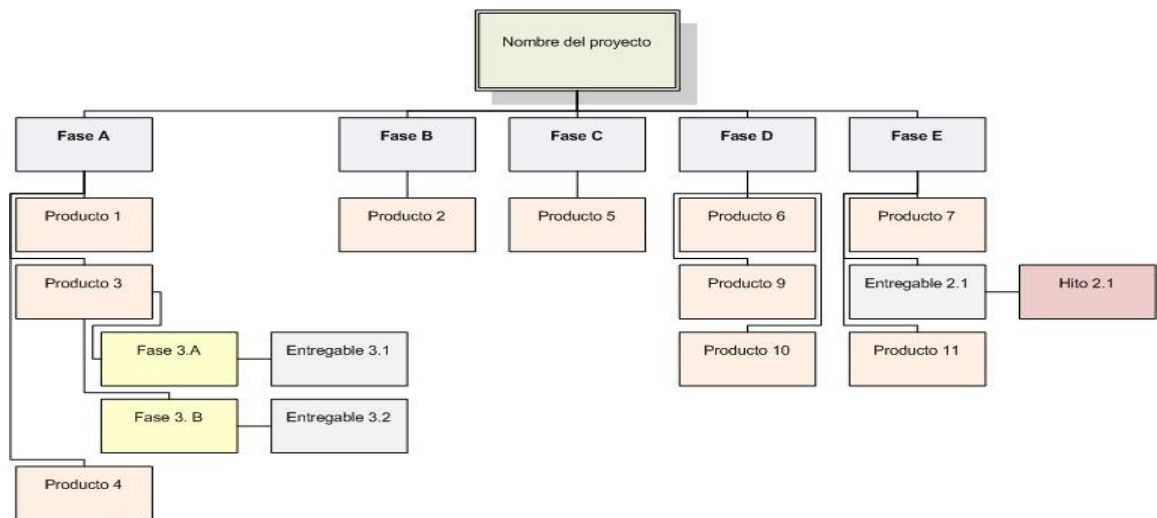 Nombre del proyecto
Fase A
Fase B
Fase C
Fase D
Fase E
Producto 1
Producto 2
Producto 5
Producto 6
Producto 7
Producto 3
Producto 9
Entregable 2.1
Hito 2.1
Fase 3.A
Entregable 3.1
Producto 10
Producto 11
Fase 3. B
Entregable 3.2
Producto 4